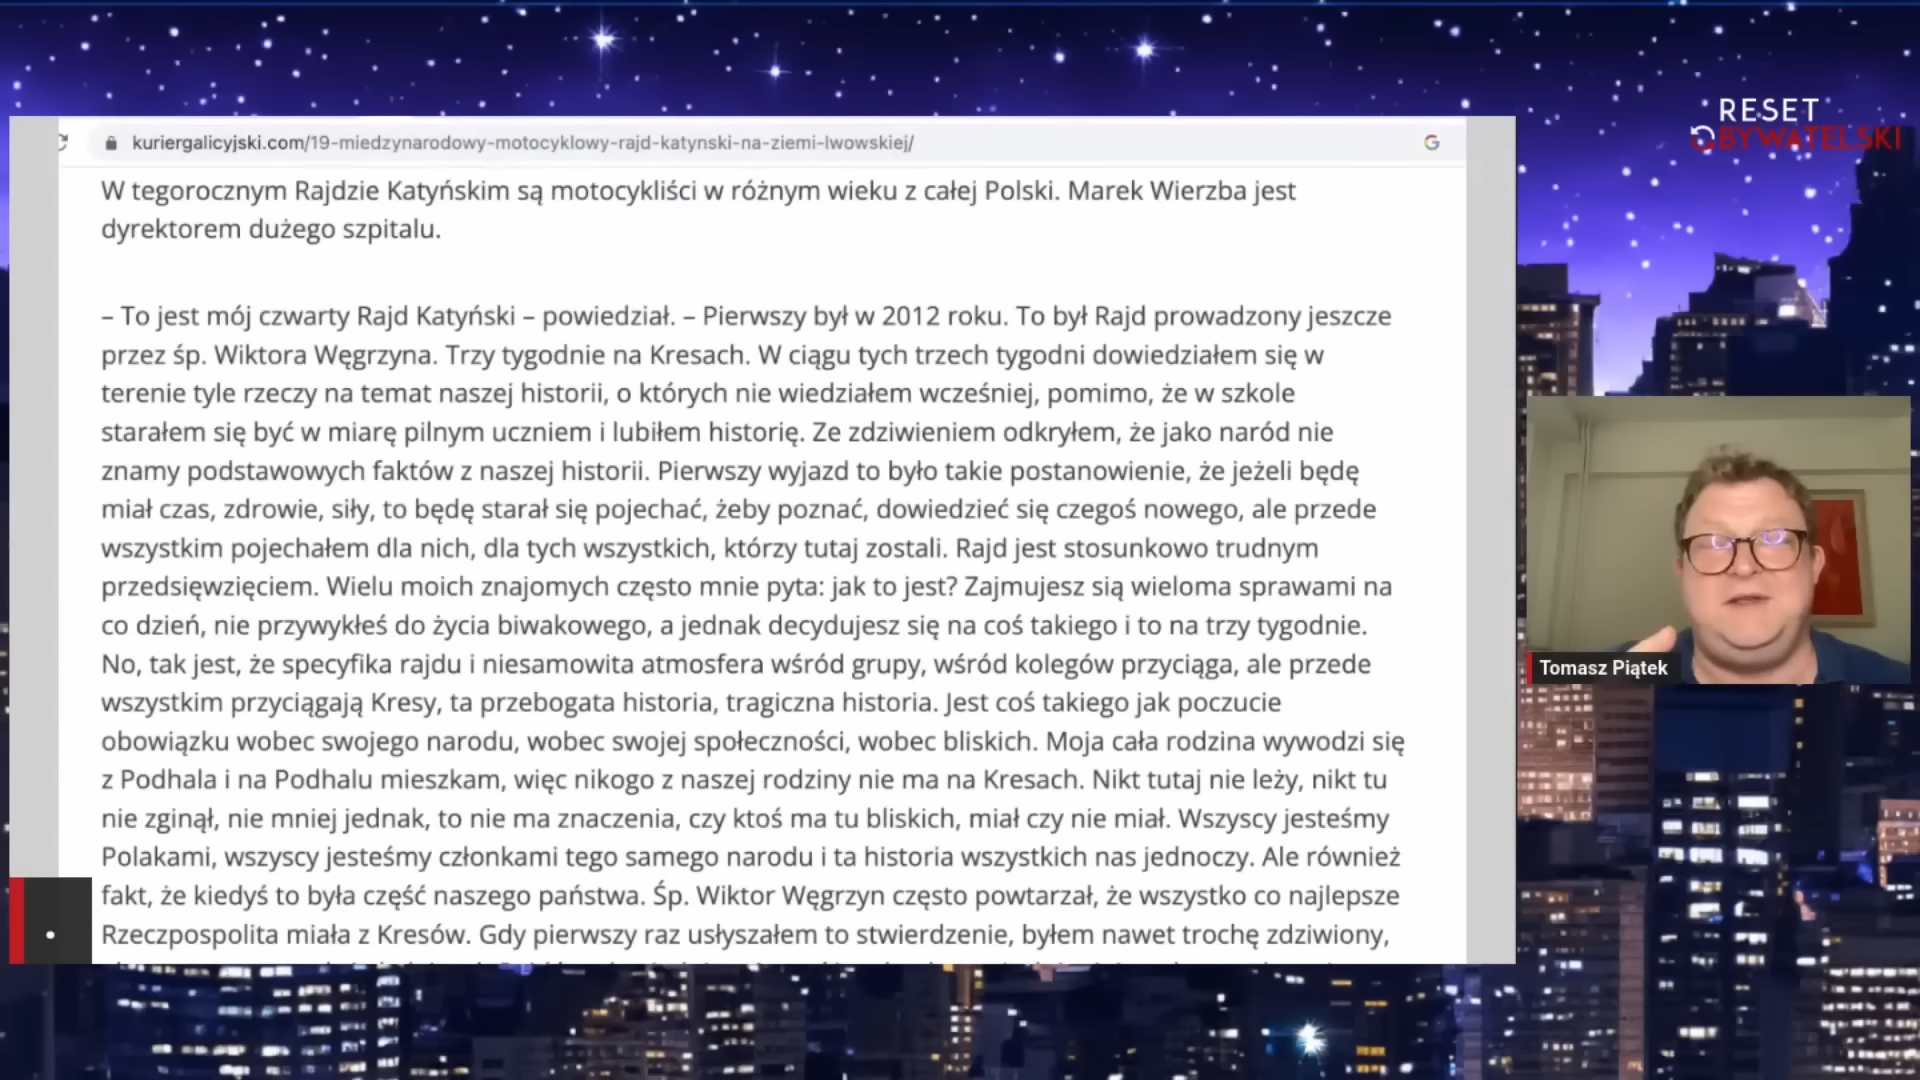 RESET
OBYWATELSKI
kuriergalicyjski.com/19-miedzynarodowy-motocyklowy-rajd-katynski-na-ziemi-lwowskiej/
W tegorocznym Rajdzie Katyńskim są motocykliści w różnym wieku z całej Polski. Marek Wierzba jest
dyrektorem dużego szpitalu.
– To jest mój czwarty Rajd Katyński – powiedział. – Pierwszy był w 2012 roku. To był Rajd prowadzony jeszcze
przez śp. Wiktora Węgrzyna. Trzy tygodnie na Kresach. W ciągu tych trzech tygodni dowiedziałem się w
terenie tyle rzeczy na temat naszej historii, o których nie wiedziałem wcześniej, pomimo, że w szkole
starałem się być w miarę pilnym uczniem i lubiłem historię. Ze zdziwieniem odkryłem, że jako naród nie
znamy podstawowych faktów z naszej historii. Pierwszy wyjazd to było takie postanowienie, że jeżeli będę
miał czas, zdrowie, siły, to będę starał się pojechać, żeby poznać, dowiedzieć się czegoś nowego, ale przede
wszystkim pojechałem dla nich, dla tych wszystkich, którzy tutaj zostali. Rajd jest stosunkowo trudnym
przedsięwzięciem. Wielu moich znajomych często mnie pyta: jak to jest? Zajmujesz sią wieloma sprawami na
co dzień, nie przywykłeś do życia biwakowego, a jednak decydujesz się na coś takiego i to na trzy tygodnie.
No, tak jest, że specyfika rajdu i niesamowita atmosfera wśród grupy, wśród kolegów przyciąga, ale przede
wszystkim przyciągają Kresy, ta przebogata historia, tragiczna historia. Jest coś takiego jak poczucie
obowiązku wobec swojego narodu, wobec swojej społeczności, wobec bliskich. Moja cała rodzina wywodzi się
z Podhala i na Podhalu mieszkam, więc nikogo z naszej rodziny nie ma na Kresach. Nikt tutaj nie leży, nikt tu
nie zginął, nie mniej jednak, to nie ma znaczenia, czy ktoś ma tu bliskich, miał czy nie miał. Wszyscy jesteśmy
Polakami, wszyscy jesteśmy członkami tego samego narodu i ta historia wszystkich nas jednoczy. Ale również
fakt, że kiedyś to była część naszego państwa. Śp. Wiktor Węgrzyn często powtarzał, że wszystko co najlepsze
Rzeczpospolita miała z Kresów. Gdy pierwszy raz usłyszałem to stwierdzenie, byłem nawet trochę zdziwiony,
Tomasz Piątek